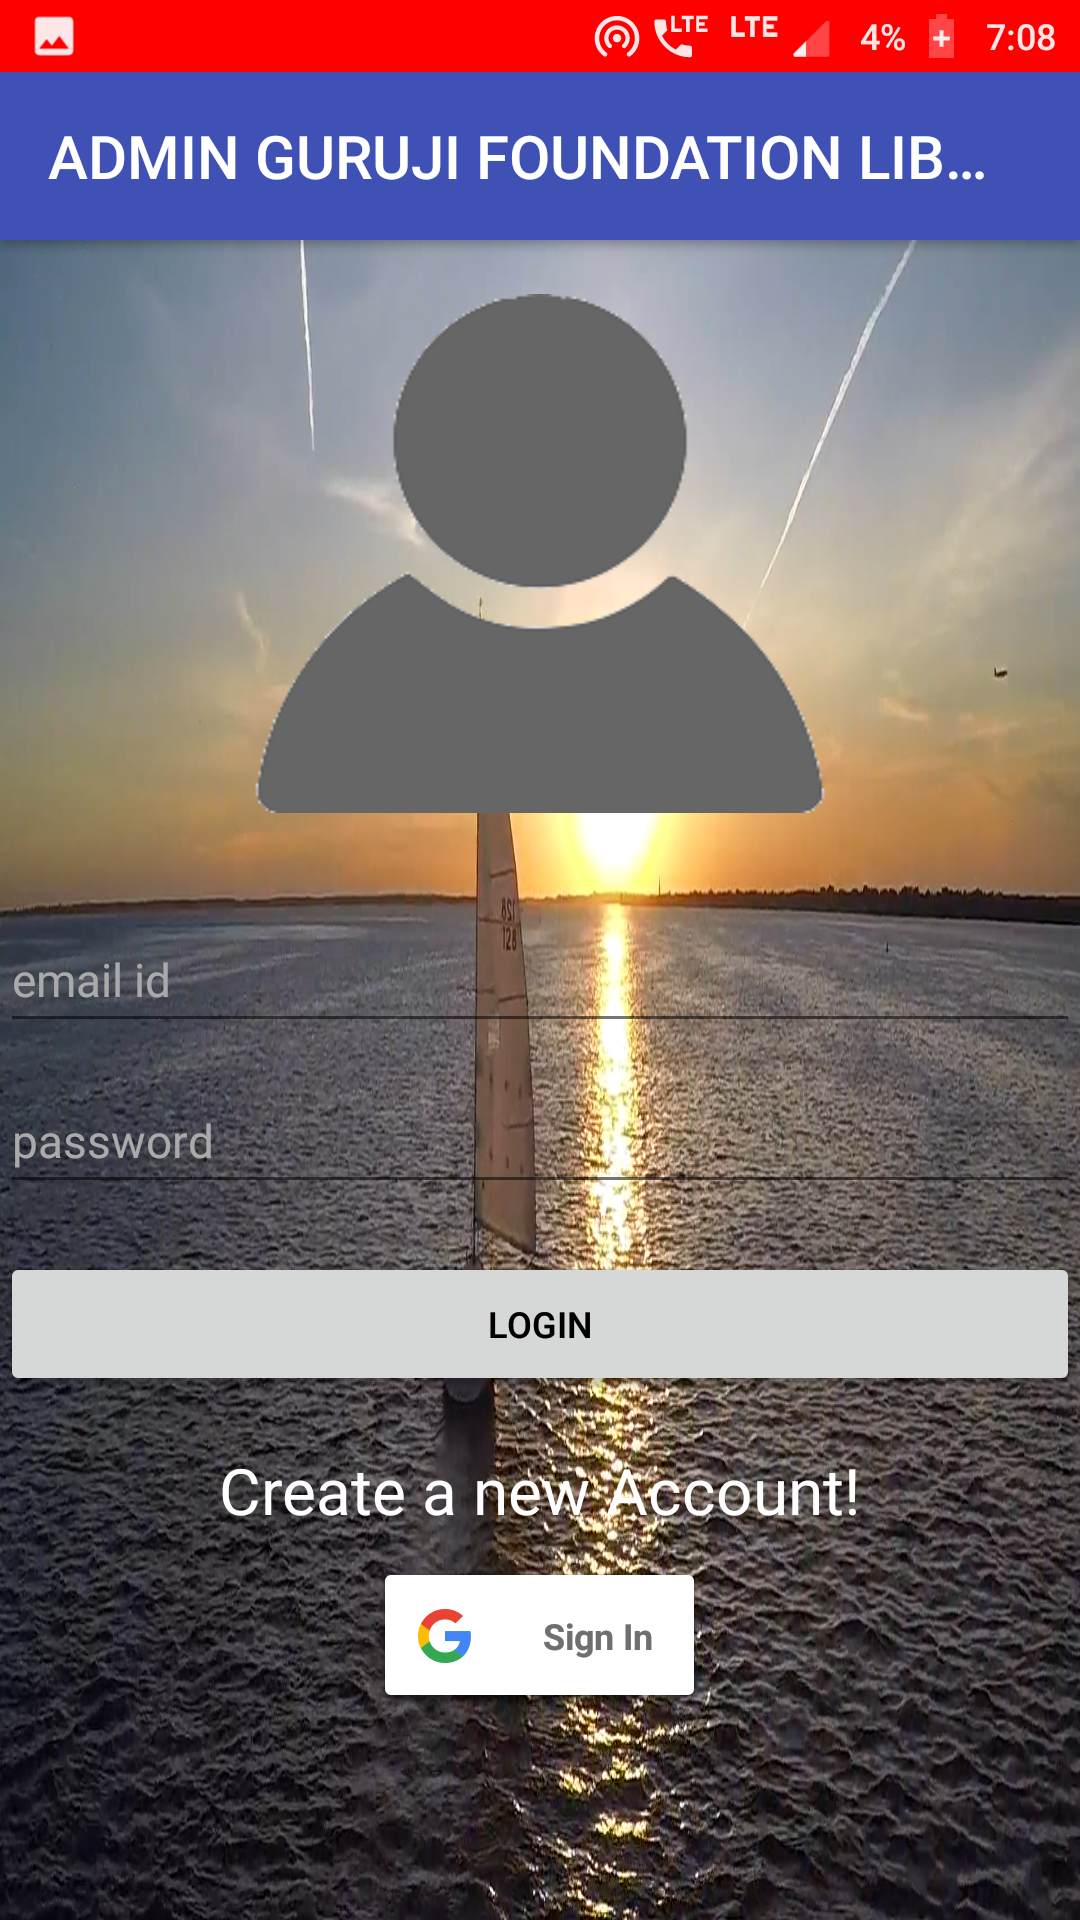 LTE LTE 4% 7:08
ADMIN GURUJI FOUNDATION LIB...
128
128
email id
password
LOGIN
Create a new Account!
G Sign In